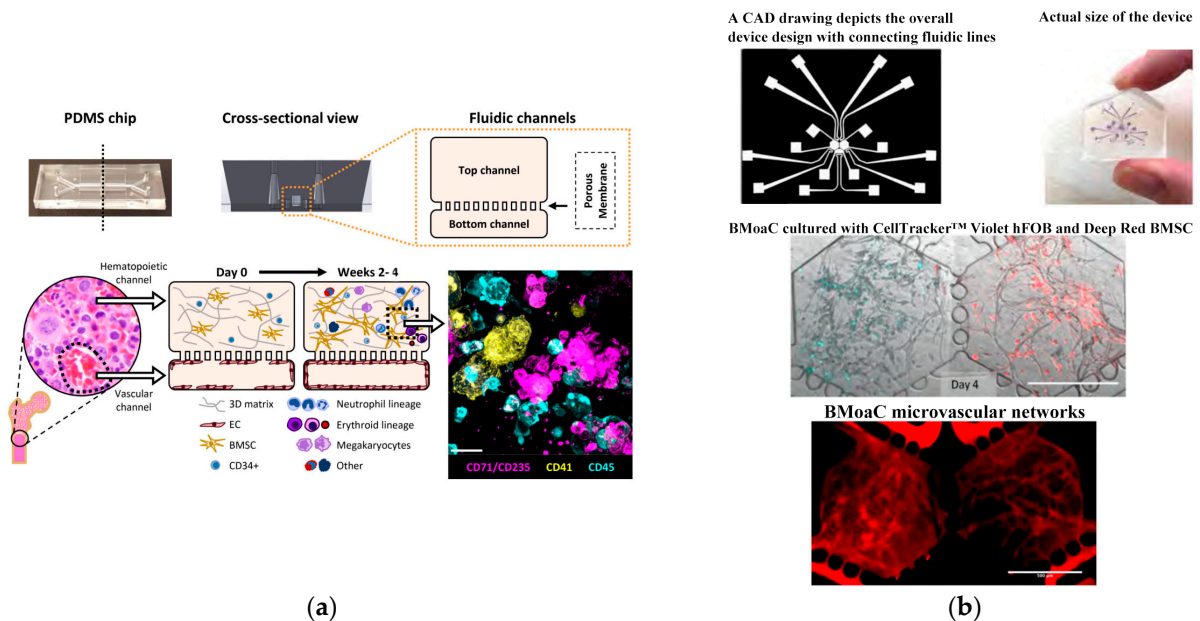 PDMS chip
Cross-sectional view
Fluidic channels
Top channel
Bottom channel
Porous
Membrane
Hematopoietic
channel
Vascular
channel
Day 0
Weeks 2- 4
3D matrix
EC
BMSC
CD34+
Neutrophil lineage
Erythroid lineage
Megakaryocytes
Other
CD71/CD235 CD41 CD45
(a)
A CAD drawing depicts the overall
device design with connecting fluidic lines
Actual size of the device
BMoaC cultured with CellTracker™ Violet hFOB and Deep Red BMSC
Day 4
BMoaC microvascular networks
500 μm
(b)